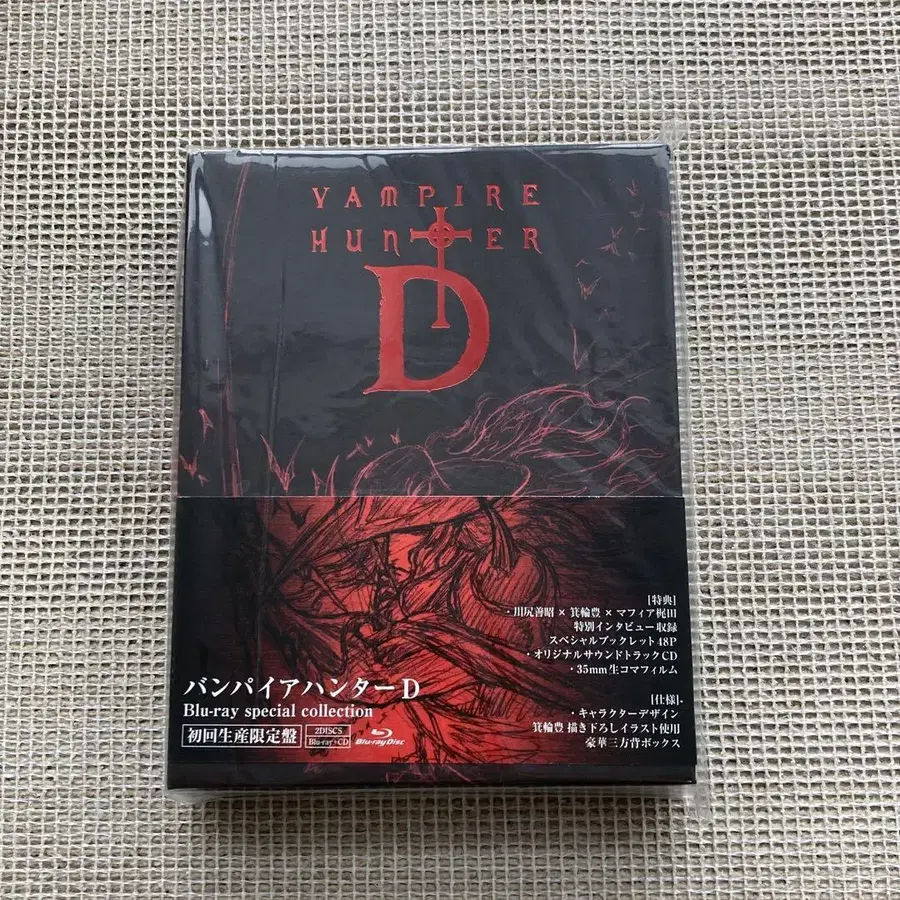 VAMPIRE
HUNTER
D
[特典]
・川尻善昭 × 箕輪豊 × マフィア梶田
特別インタビュー収録
スペシャルブックレット48P
・オリジナルサウンドトラックCD
・35mm生コマフィルム
[仕様]
・キャラクターデザイン
箕輪豊 描き下ろしイラスト使用
豪華三方背ボックス
バンパイアハンターD
Blu-ray special collection
初回生産限定盤
2DISCS
Blu-ray+CD
Blu-ray Disc